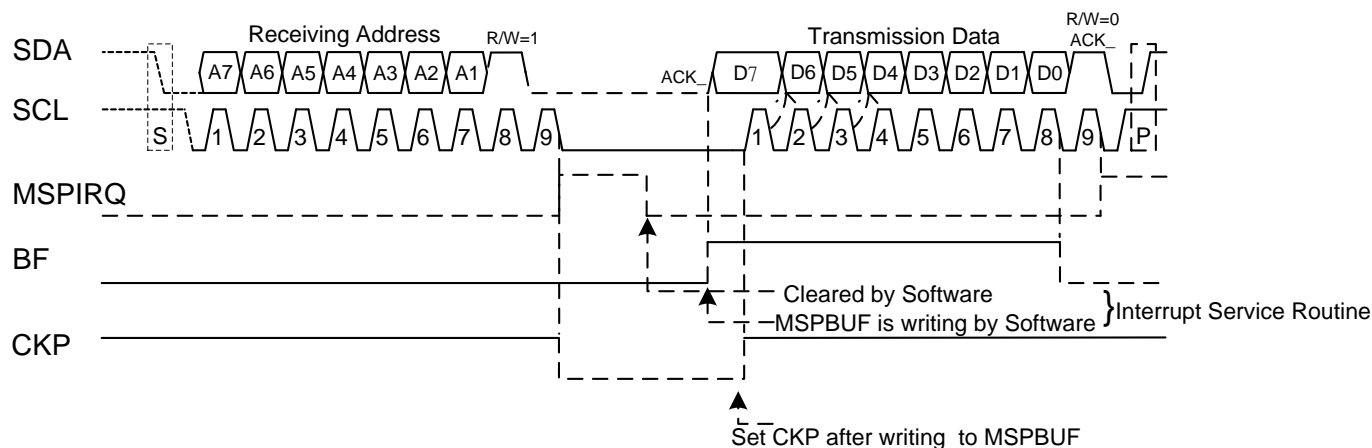 Receiving Address
R/W=1
Transmission Data
R/W=0
ACK_
SDA
A7 A6 A5 A4 A3 A2 A1
ACK_
D7 D6 D5 D4 D3 D2 D1 D0
SCL
S
1 2 3 4 5 6 7 8 9
1 2 3 4 5 6 7 8 9
P
MSPIRQ
BF
Cleared by Software
MSPBUF is writing by Software
} Interrupt Service Routine
CKP
Set CKP after writing to MSPBUF